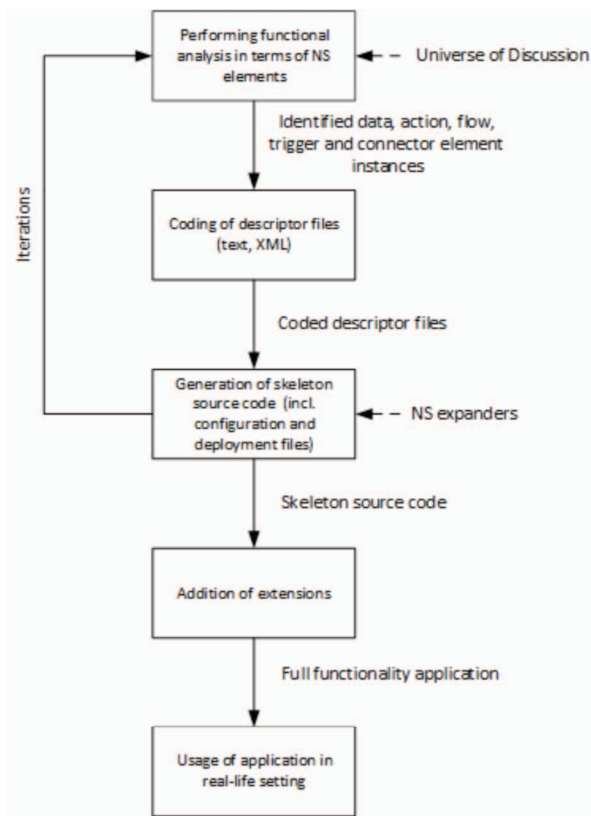 Performing functional
analysis in terms of NS
elements
Universe of Discussion
Identified data, action, flow,
trigger and connector element
instances
Iterations
Coding of descriptor files
(text, XML)
Coded descriptor files
Generation of skeleton
source code (incl.
configuration and
deployment files)
NS expanders
Skeleton source code
Addition of extensions
Full functionality application
Usage of application in
real-life setting